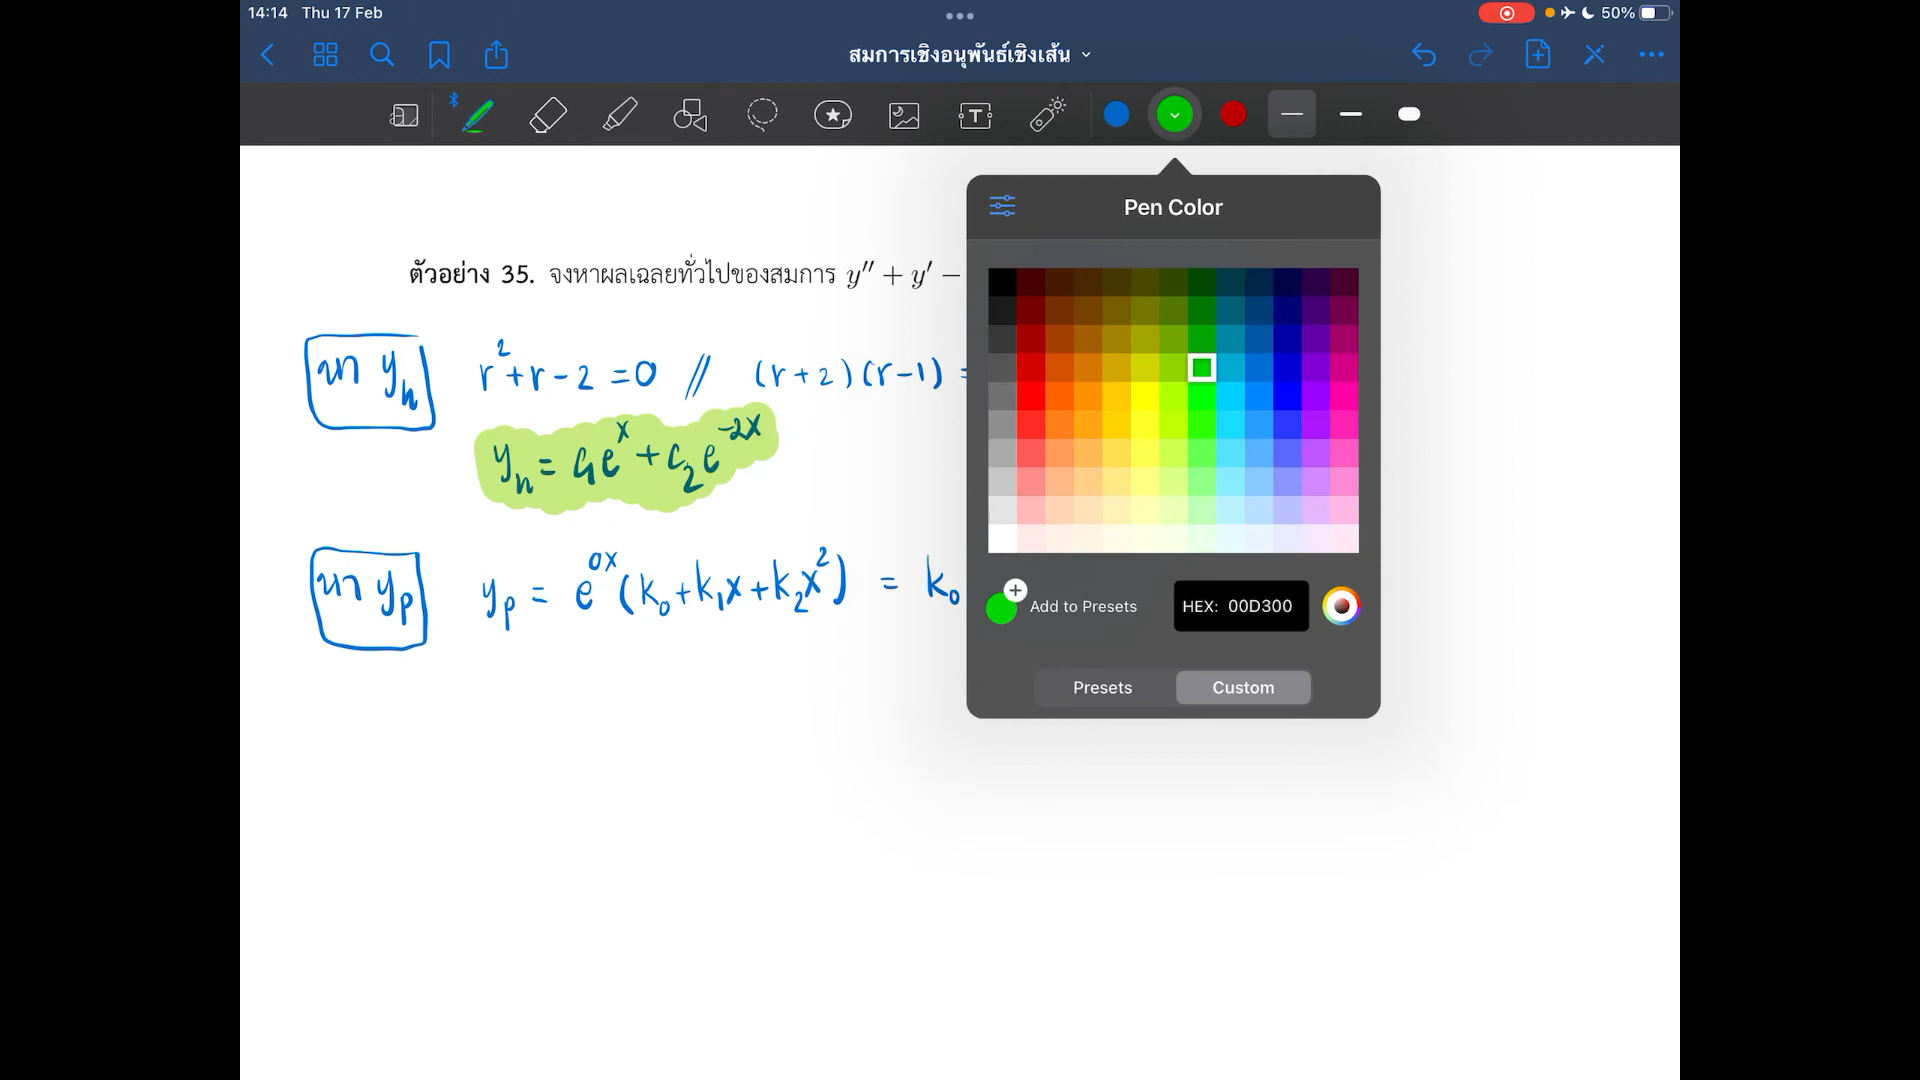 14:14 Thu 17 Feb
50%
สมการเชิงอนุพันธ์เชิงเส้น
T
Pen Color
ตัวอย่าง 35. จงหาผลเฉลยทั่วไปของสมการ y″ + y′ −
หา yₕ r² + r - 2 = 0 // (r+2)(r-1) =
yₕ = c₁eˣ + c₂e⁻²ˣ
หา yₚ yₚ = e⁰ˣ(k₀ + k₁x + k₂x²) = k₀
Add to Presets
HEX: 00D300
Presets
Custom